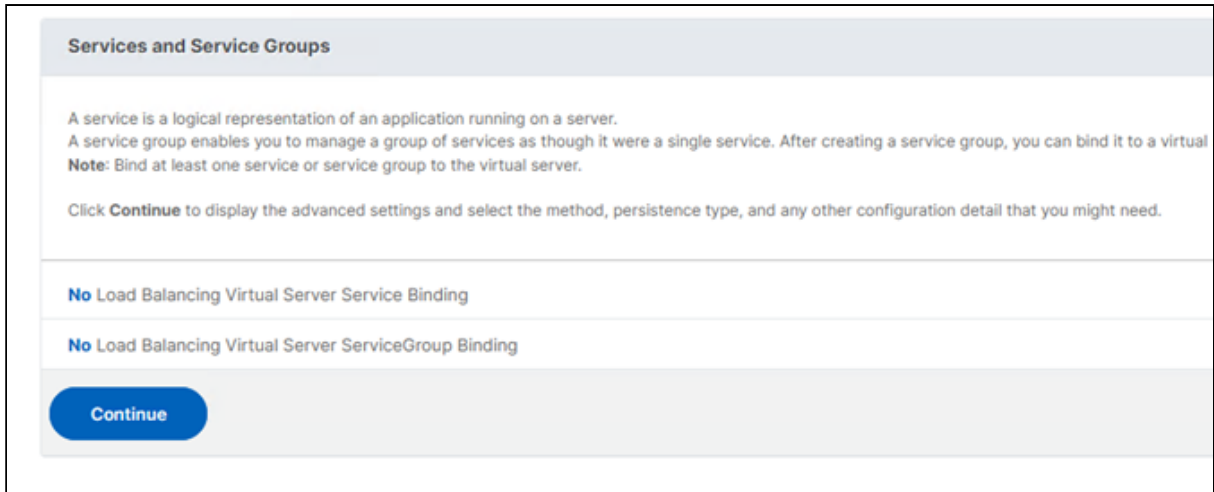 Services and Service Groups
A service is a logical representation of an application running on a server.
A service group enables you to manage a group of services as though it were a single service. After creating a service group, you can bind it to a virtual
Note: Bind at least one service or service group to the virtual server.
Click Continue to display the advanced settings and select the method, persistence type, and any other configuration detail that you might need.
No Load Balancing Virtual Server Service Binding
No Load Balancing Virtual Server ServiceGroup Binding
Continue